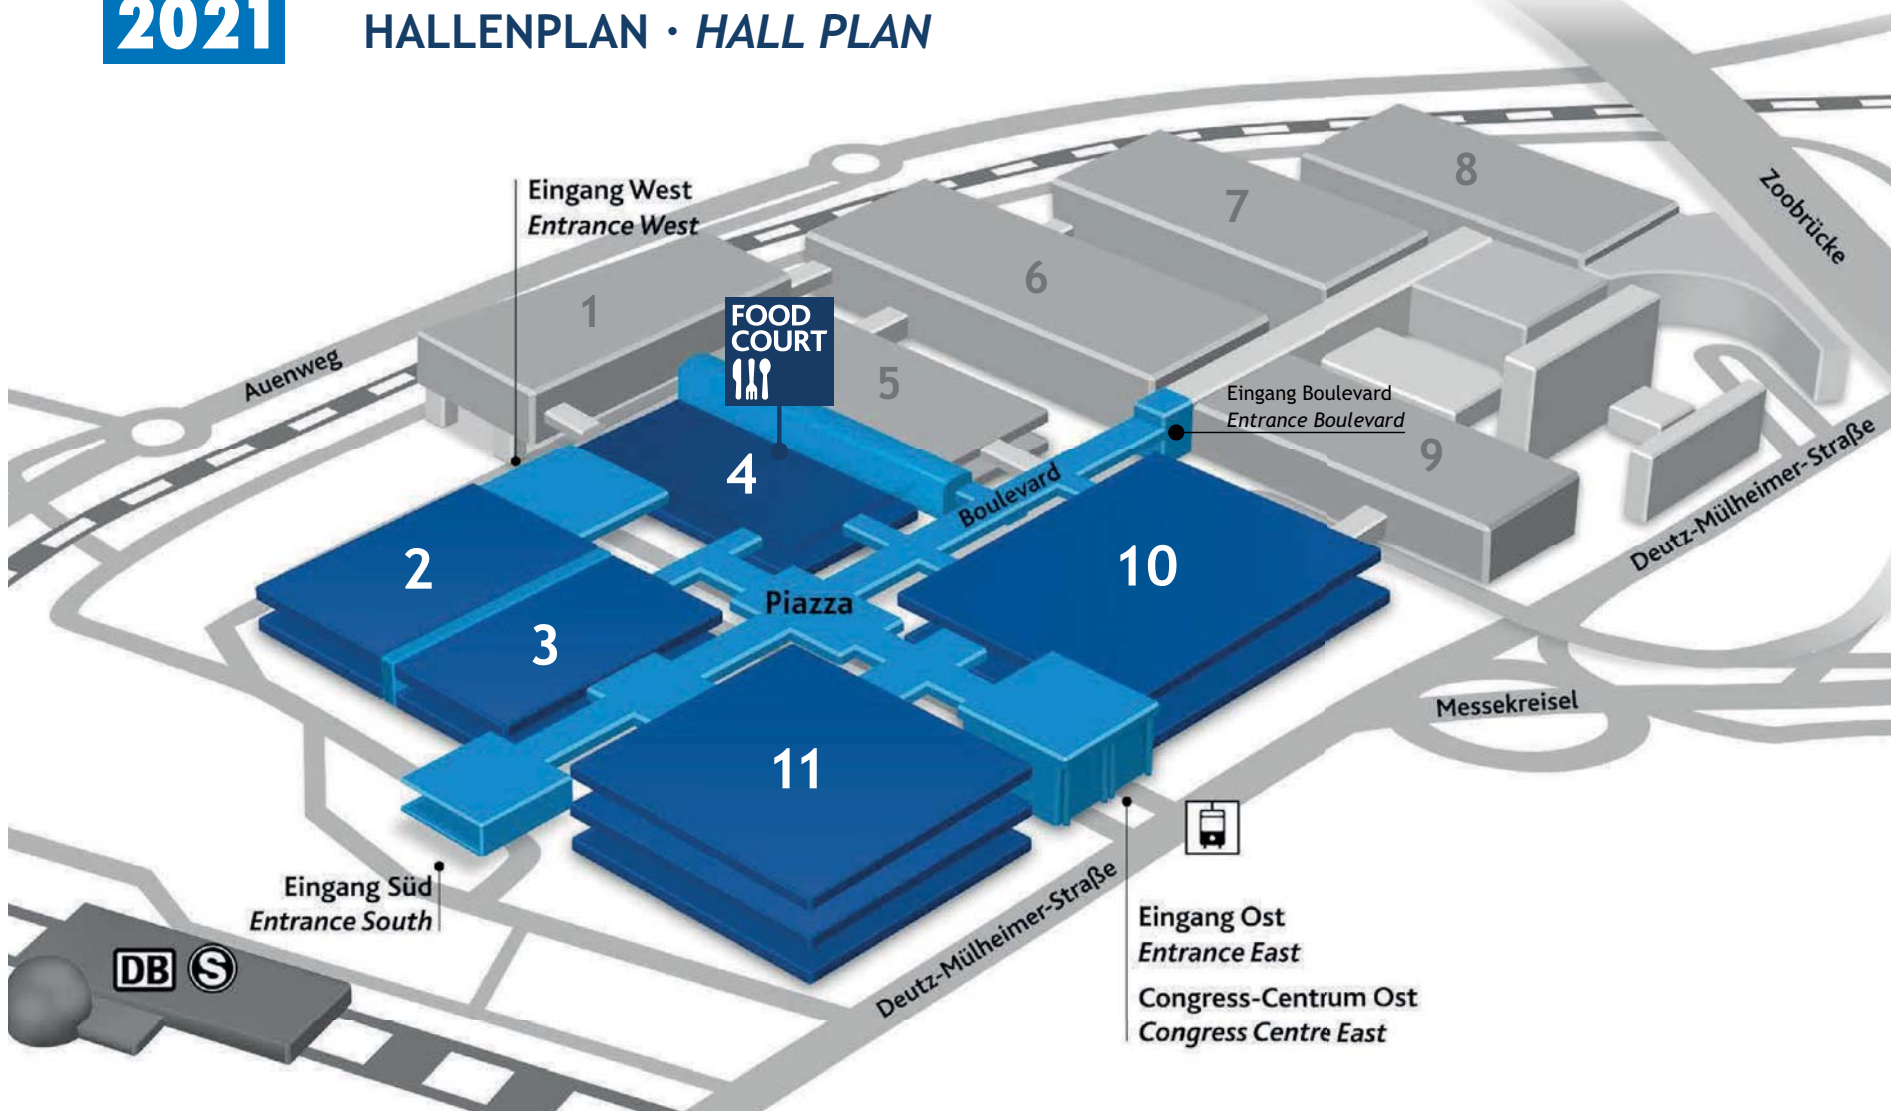 2021
HALLENPLAN · HALL PLAN
Eingang West
Entrance West
Auenweg
Zoobrücke
1
5
6
7
8
9
FOOD
COURT
4
Eingang Boulevard
Entrance Boulevard
Boulevard
2
3
Piazza
10
11
Deutz-Mülheimer-Straße
Messekreisel
Eingang Süd
Entrance South
DB
S
Deutz-Mülheimer-Straße
Eingang Ost
Entrance East
Congress-Centrum Ost
Congress Centre East